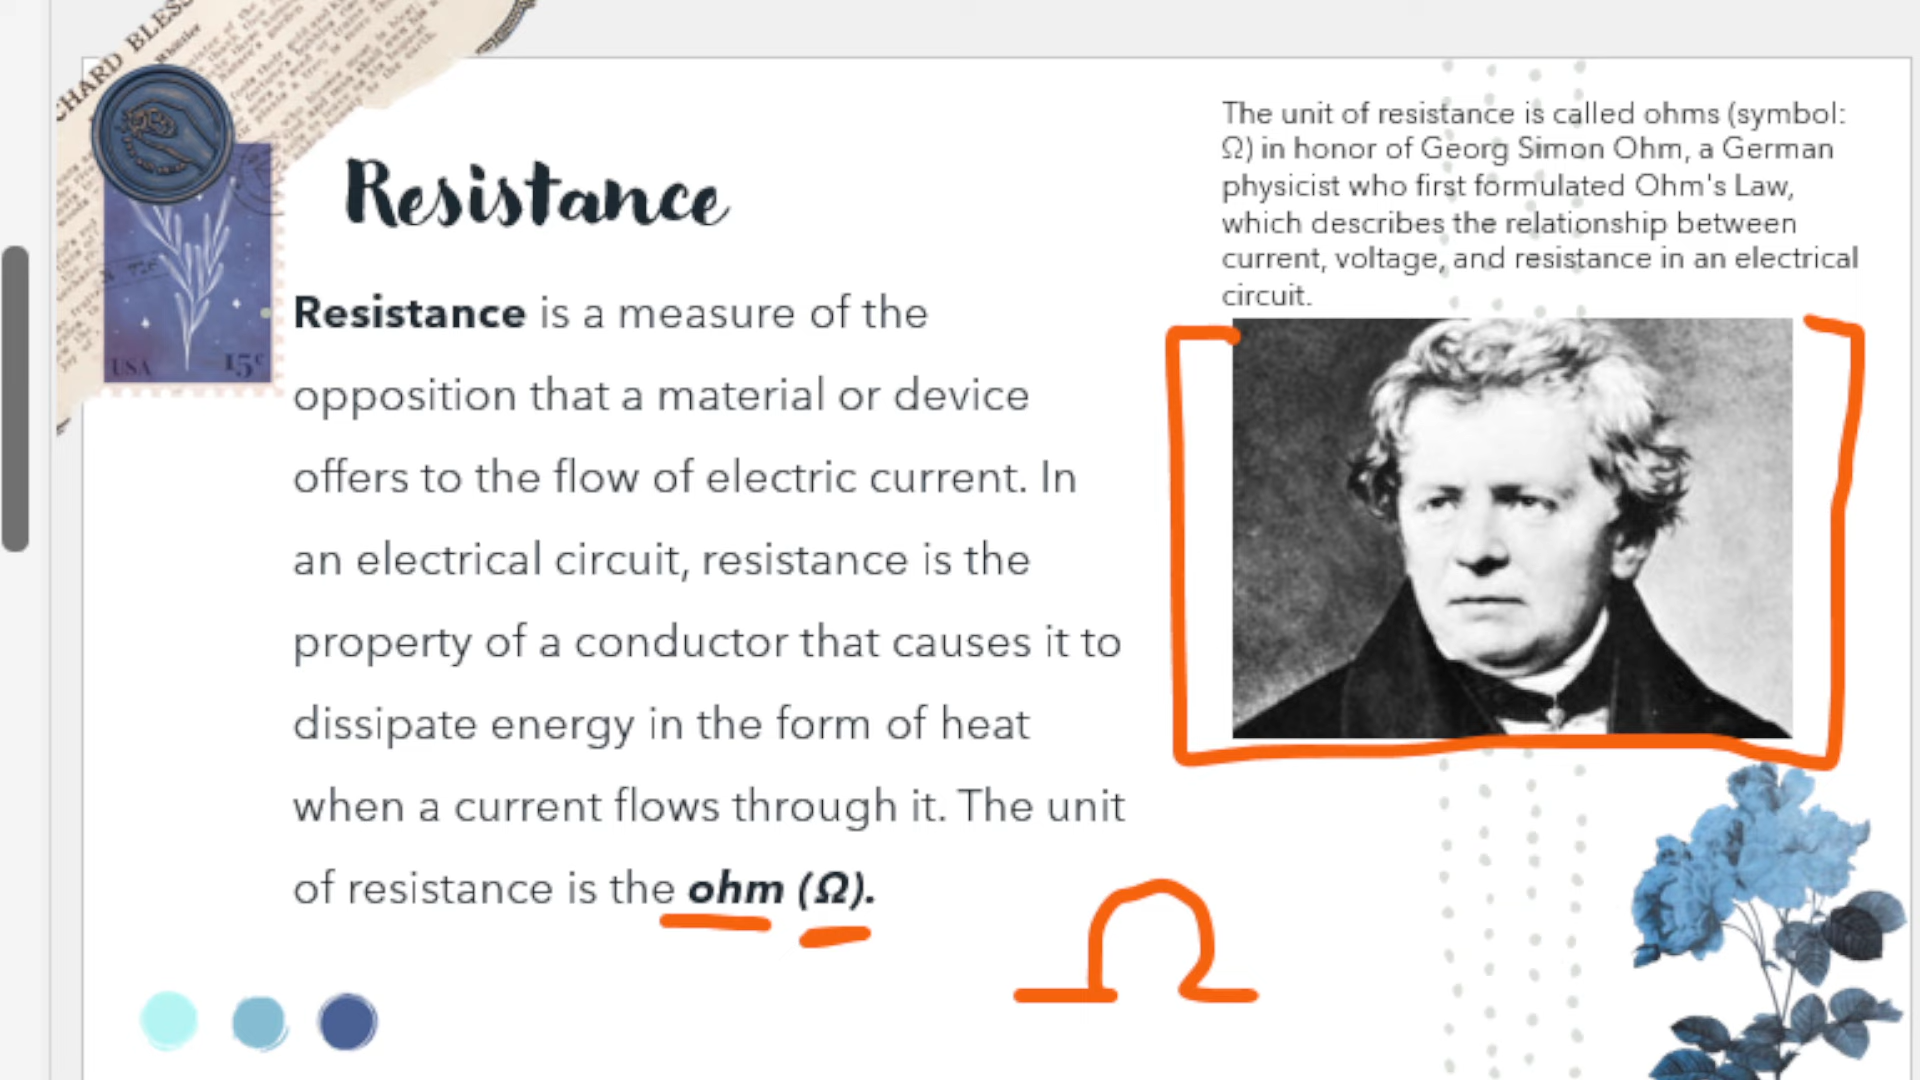 CHARD BLESS
Whittier
USA 15c
Resistance
Resistance is a measure of the
opposition that a material or device
offers to the flow of electric current. In
an electrical circuit, resistance is the
property of a conductor that causes it to
dissipate energy in the form of heat
when a current flows through it. The unit
of resistance is the ohm (Ω).
The unit of resistance is called ohms (symbol:
Ω) in honor of Georg Simon Ohm, a German
physicist who first formulated Ohm's Law,
which describes the relationship between
current, voltage, and resistance in an electrical
circuit.
Ω